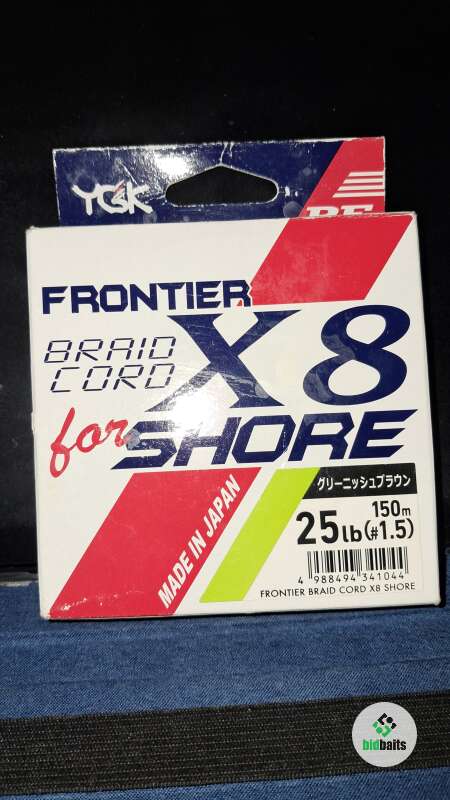 YGK
PE
FRONTIER
BRAID
CORD
X8
for SHORE
MADE IN JAPAN
グリーニッシュブラウン
150m
25lb(#1.5)
4 988494 341044
FRONTIER BRAID CORD X8 SHORE
bidbaits